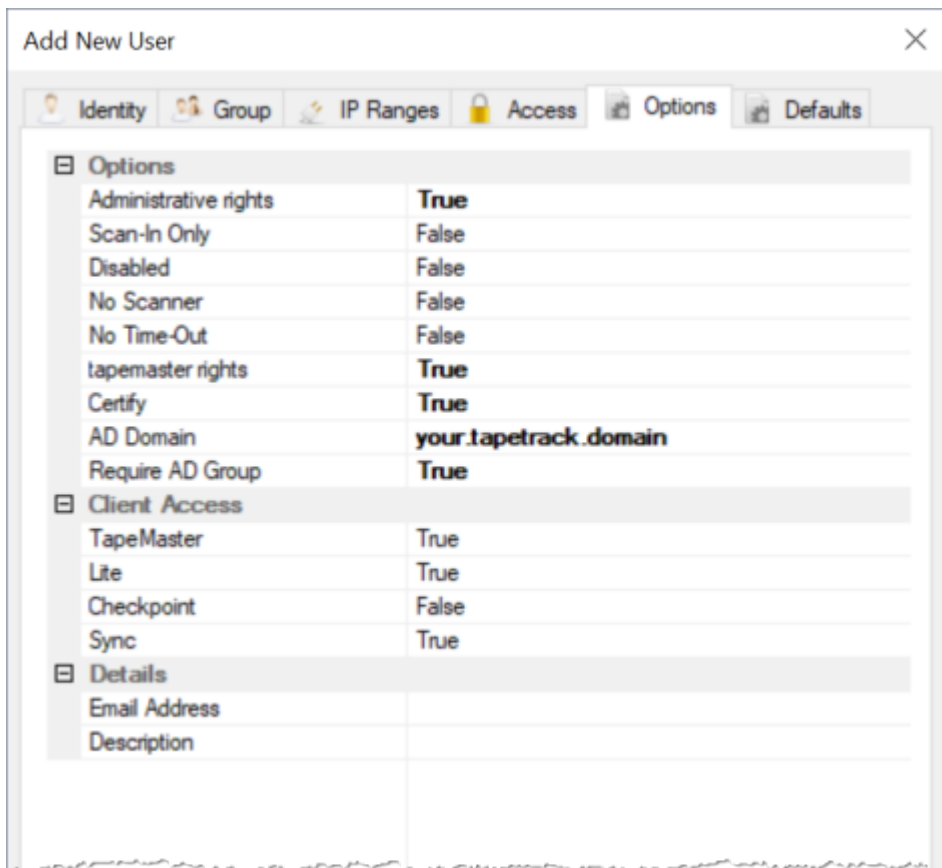 Add New User
Identity Group IP Ranges Access Options Defaults
Options
Administrative rights True
Scan-In Only False
Disabled False
No Scanner False
No Time-Out False
tapemaster rights True
Certify True
AD Domain your.tapetrack.domain
Require AD Group True
Client Access
TapeMaster True
Lite True
Checkpoint False
Sync True
Details
Email Address
Description